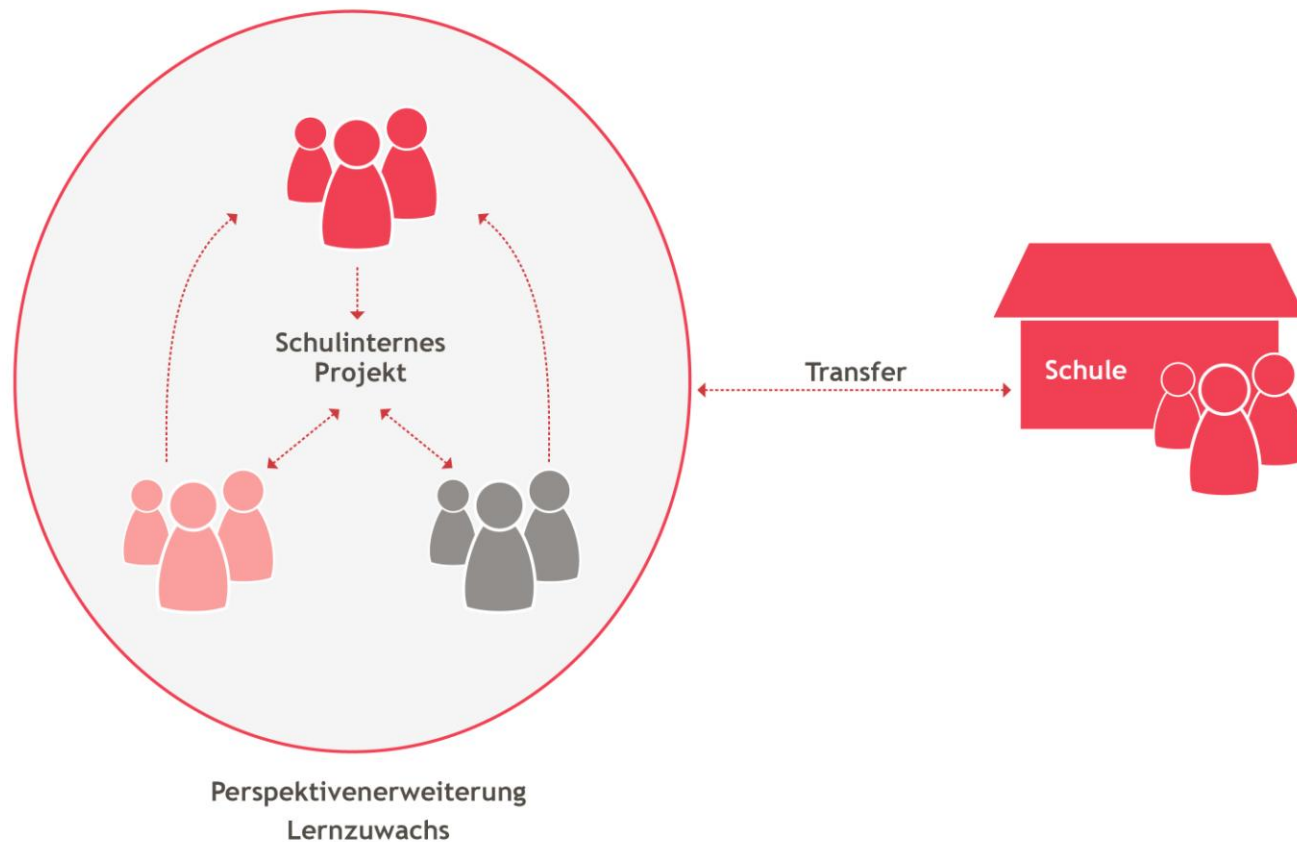 Schulinternes
Projekt
Transfer
Schule
Perspektivenerweiterung
Lernzuwachs